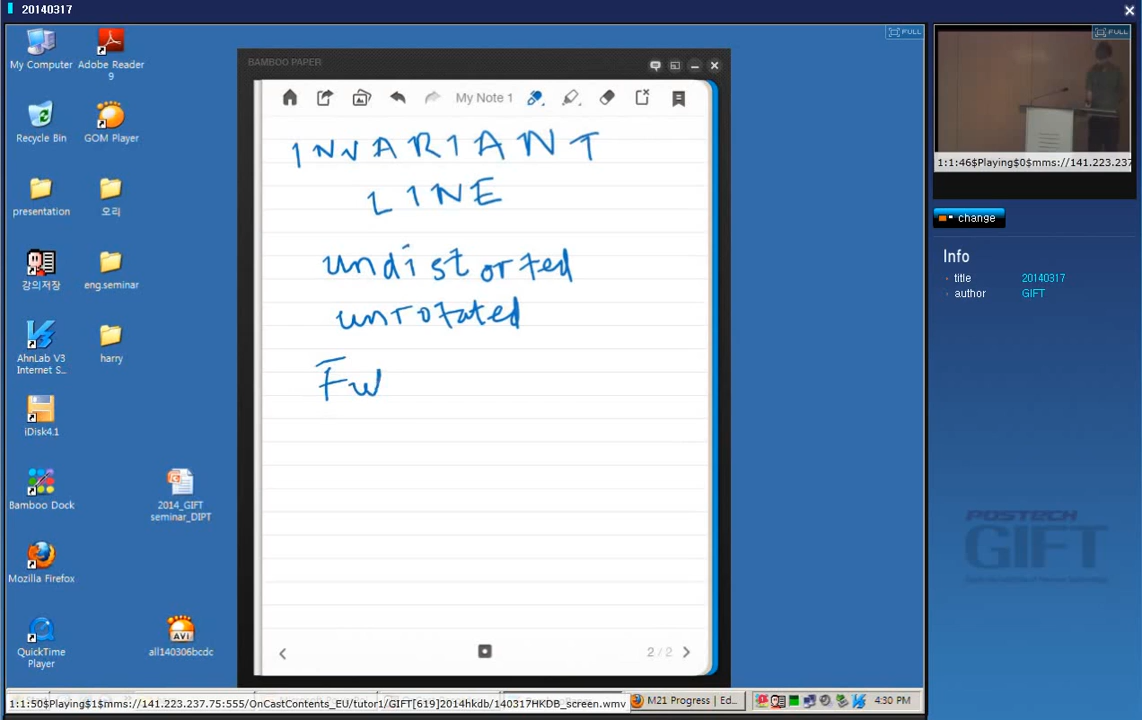 20140317
FULL
FULL
My Computer
Adobe Reader 9
Recycle Bin
GOM Player
presentation
오리
강의저장
eng.seminar
AhnLab V3 Internet S...
harry
iDisk4.1
Bamboo Dock
2014_GIFT seminar_DIPT
Mozilla Firefox
QuickTime Player
all140306bcdc
AVI
BAMBOO PAPER
My Note 1
INVARIANT
LINE
undistorted
unrotated
Fw
2 / 2
1:1:46$Playing$0$mms://141.223.237
change
Info
title 20140317
author GIFT
POSTECH
GIFT
1:1:50$Playing$1$mms://141.223.237.75:555/OnCastContents_EU/tutor1/GIFT[619]2014hkdb/140317HKDB_screen.wmv
M21 Progress | Ed...
4:30 PM